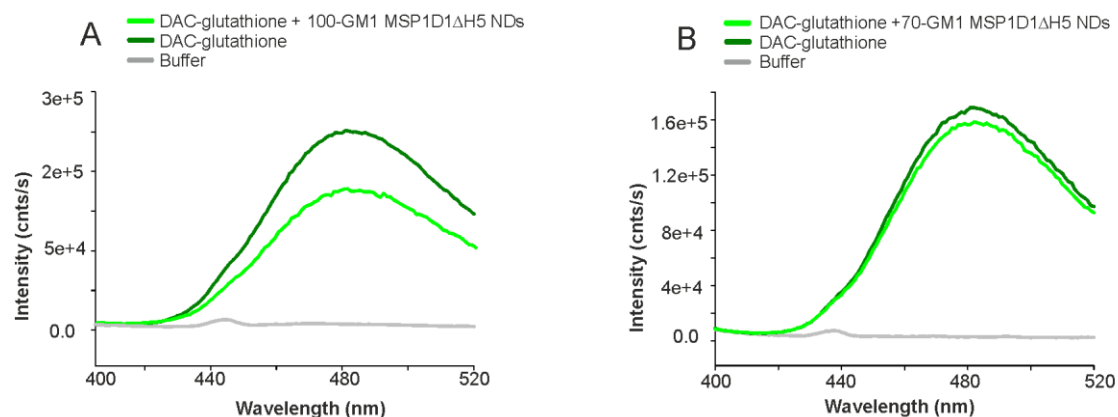 A
DAC-glutathione + 100-GM1 MSP1D1ΔH5 NDs
DAC-glutathione
Buffer
3e+5
2e+5
5e+4
0.0
Intensity (cnts/s)
400
440
480
520
Wavelength (nm)
B
DAC-glutathione +70-GM1 MSP1D1ΔH5 NDs
DAC-glutathione
Buffer
1.6e+5
1.2e+5
8e+4
4e+4
0.0
Intensity (cnts/s)
400
440
480
520
Wavelength (nm)